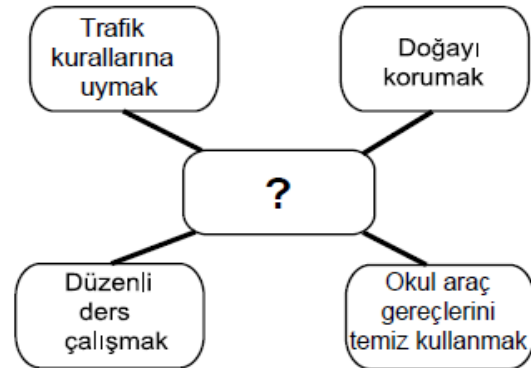 Trafik
kurallarına
uymak
Doğayı
korumak
?
Düzenli
ders
çalışmak
Okul araç
gereçlerini
temiz kullanmak